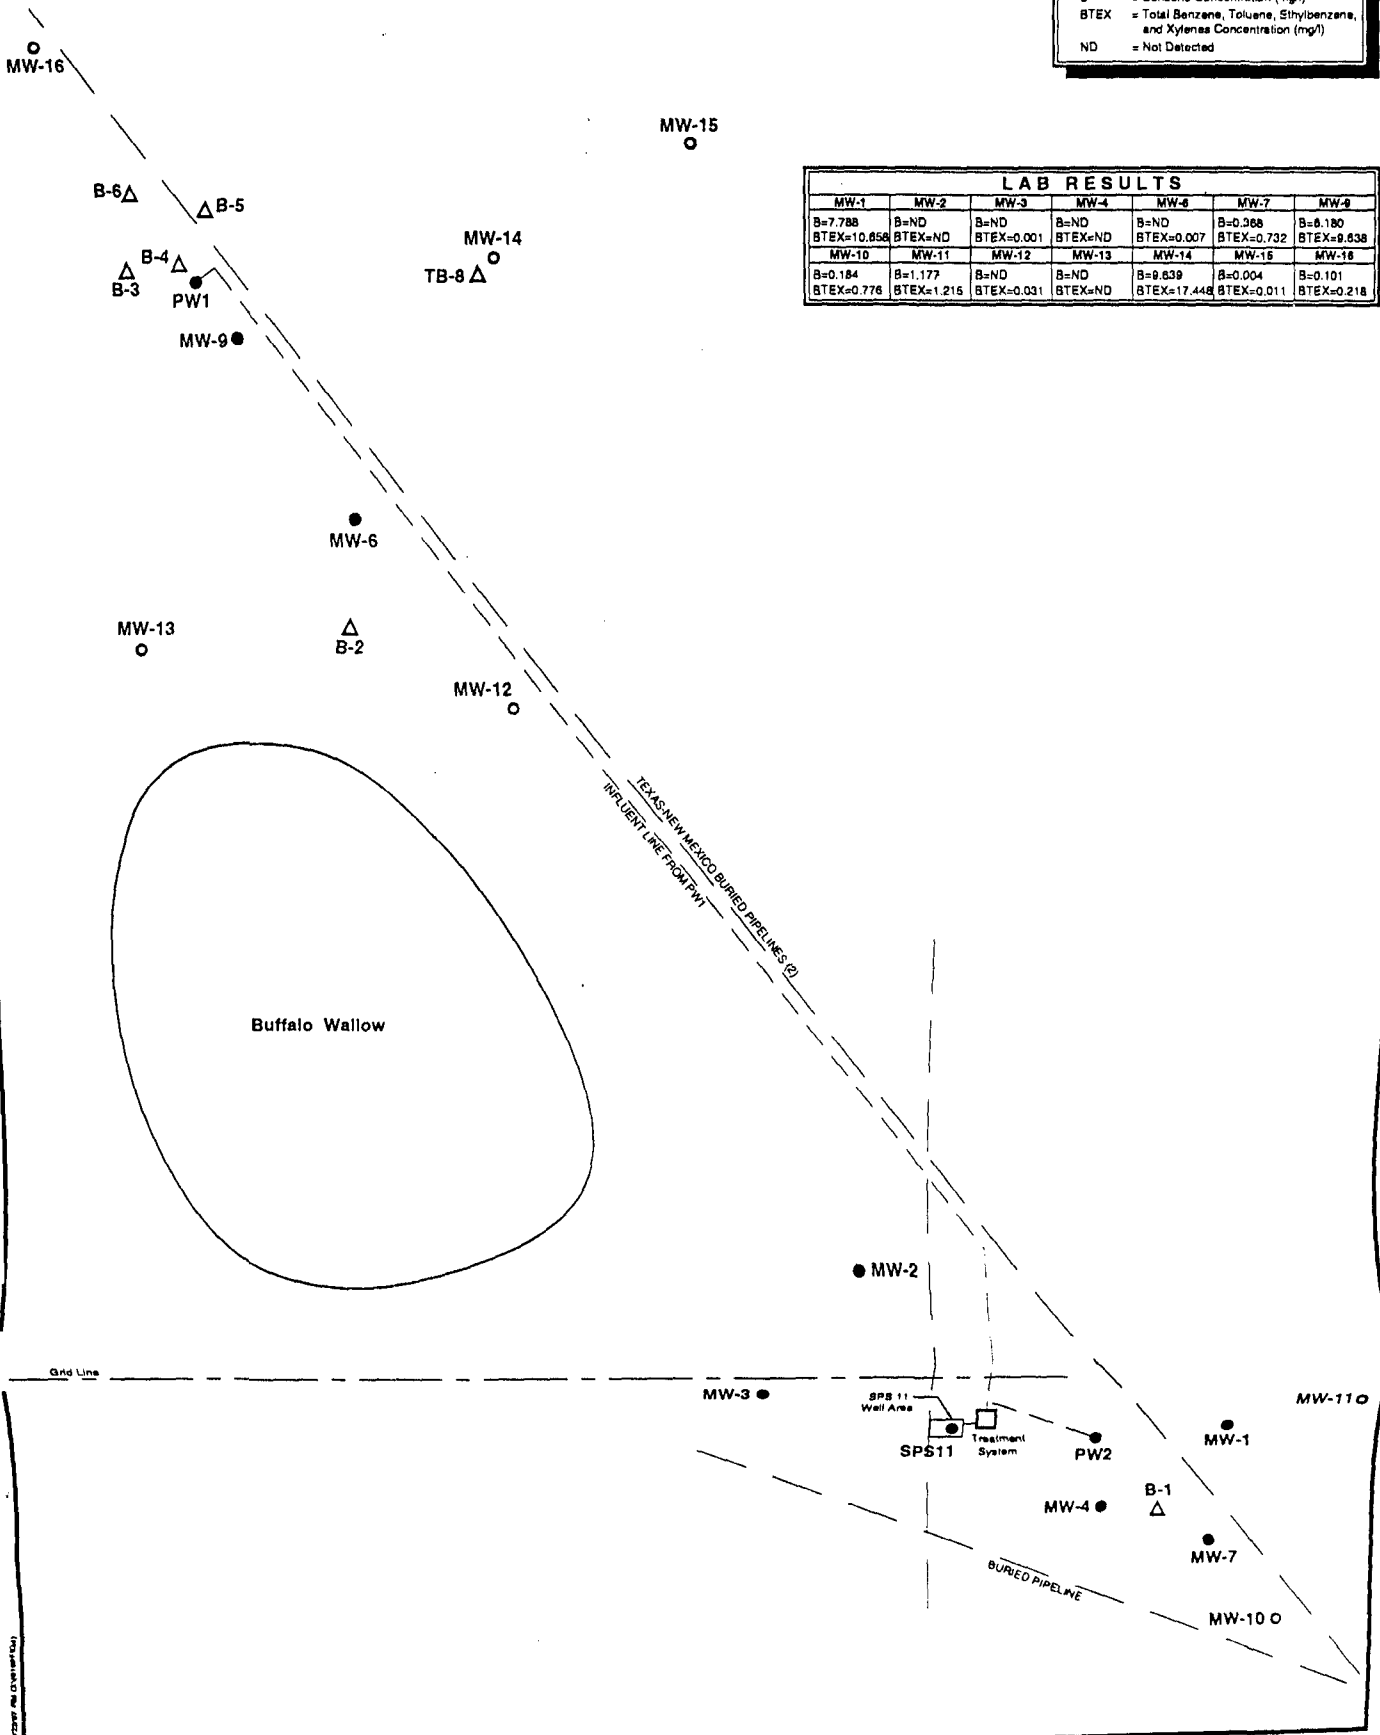 BTEX = Total Benzene, Toluene, Ethylbenzene,
and Xylenes Concentration (mg/l)
ND = Not Detected
MW-16
MW-15
B-6
B-5
LAB RESULTS
MW-1 MW-2 MW-3 MW-4 MW-6 MW-7 MW-9
B=7.788 B=ND B=ND B=ND B=ND B=0.368 B=6.180
BTEX=10.658 BTEX=ND BTEX=0.001 BTEX=ND BTEX=0.007 BTEX=0.732 BTEX=9.638
MW-10 MW-11 MW-12 MW-13 MW-14 MW-15 MW-16
B=0.184 B=1.177 B=ND B=ND B=9.639 B=0.004 B=0.101
BTEX=0.776 BTEX=1.215 BTEX=0.031 BTEX=ND BTEX=17.448 BTEX=0.011 BTEX=0.218
MW-14
TB-8
B-4
B-3
PW1
MW-9
MW-6
MW-13
B-2
MW-12
TEXAS-NEW MEXICO BURIED PIPELINES (2)
INFLUENT LINE FROM PW1
Buffalo Wallow
MW-2
Grid Line
MW-3
SPS 11
Well Area
MW-11
SPS11
Treatment
System
PW2
MW-1
B-1
MW-4
MW-7
BURIED PIPELINE
MW-10